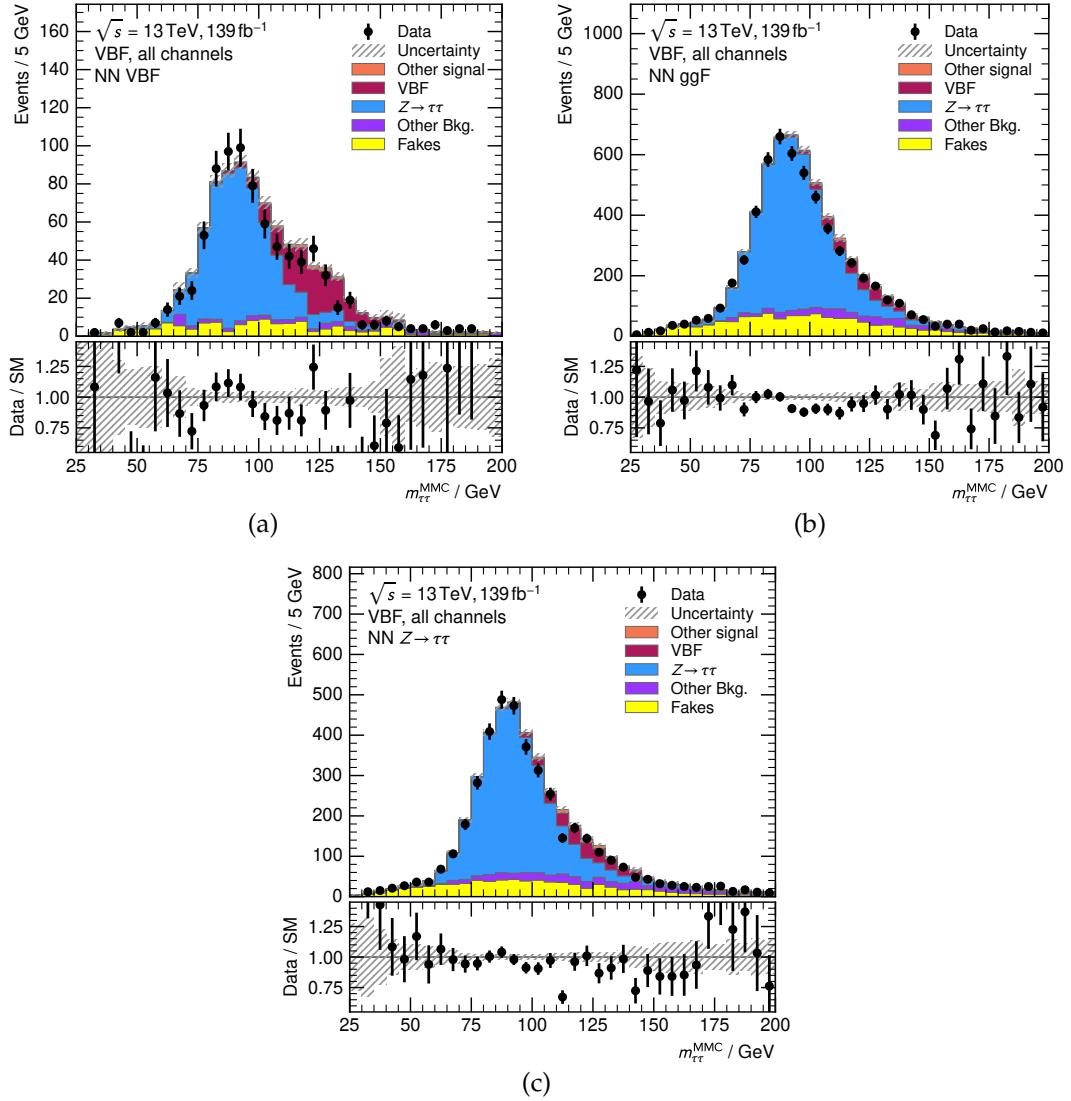 √s = 13 TeV, 139 fb⁻¹
VBF, all channels
NN VBF
Data
Uncertainty
Other signal
VBF
Z→ττ
Other Bkg.
Fakes
Events / 5 GeV
160
140
120
100
80
60
40
20
0
Data / SM
1.25
1.00
0.75
25 50 75 100 125 150 175 200
m_ττ^MMC / GeV
(a)
√s = 13 TeV, 139 fb⁻¹
VBF, all channels
NN ggF
Data
Uncertainty
Other signal
VBF
Z→ττ
Other Bkg.
Fakes
Events / 5 GeV
1000
800
600
400
200
0
Data / SM
1.25
1.00
0.75
25 50 75 100 125 150 175 200
m_ττ^MMC / GeV
(b)
√s = 13 TeV, 139 fb⁻¹
VBF, all channels
NN Z→ττ
Data
Uncertainty
Other signal
VBF
Z→ττ
Other Bkg.
Fakes
Events / 5 GeV
800
700
600
500
400
300
200
100
0
Data / SM
1.25
1.00
0.75
25 50 75 100 125 150 175 200
m_ττ^MMC / GeV
(c)